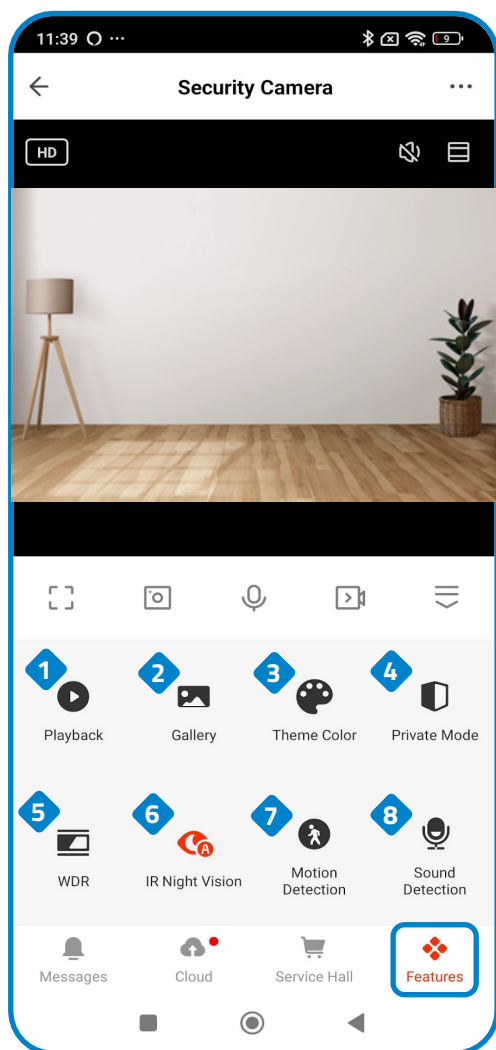 11:39
9
Security Camera
HD
1 2 3 4
Playback Gallery Theme Color Private Mode
5 6 7 8
A
WDR IR Night Vision Motion Detection Sound Detection
Messages Cloud Service Hall Features